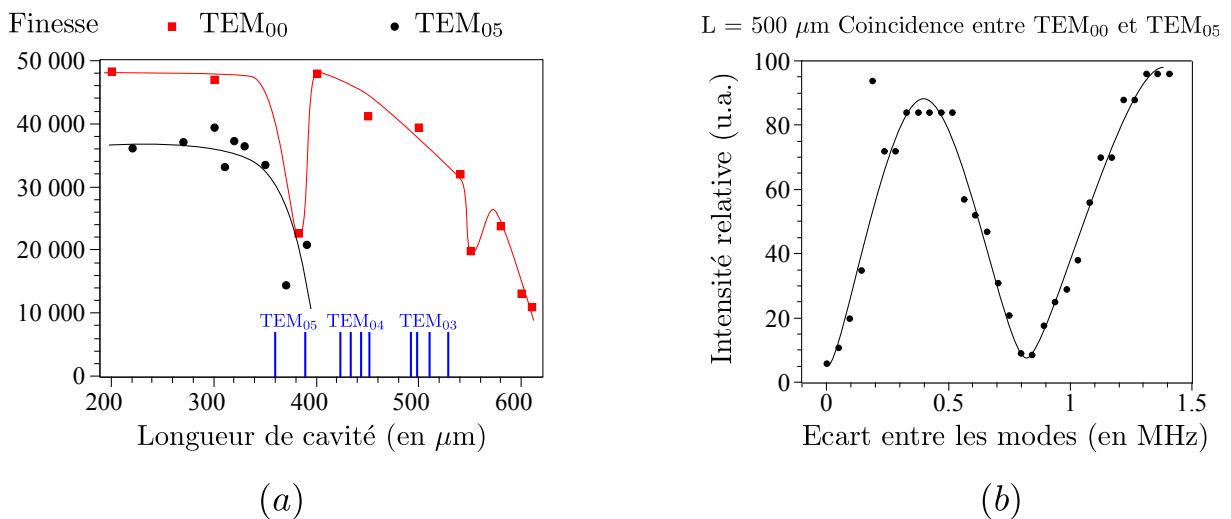 Finesse TEM₀₀ TEM₀₅
50 000
40 000
30 000
20 000
10 000
0
TEM₀₅ TEM₀₄ TEM₀₃
200 300 400 500 600
Longueur de cavité (en μm)
(a)
L = 500 μm Coincidence entre TEM₀₀ et TEM₀₅
Intensité relative (u.a.)
100
80
60
40
20
0
0 0.5 1 1.5
Ecart entre les modes (en MHz)
(b)